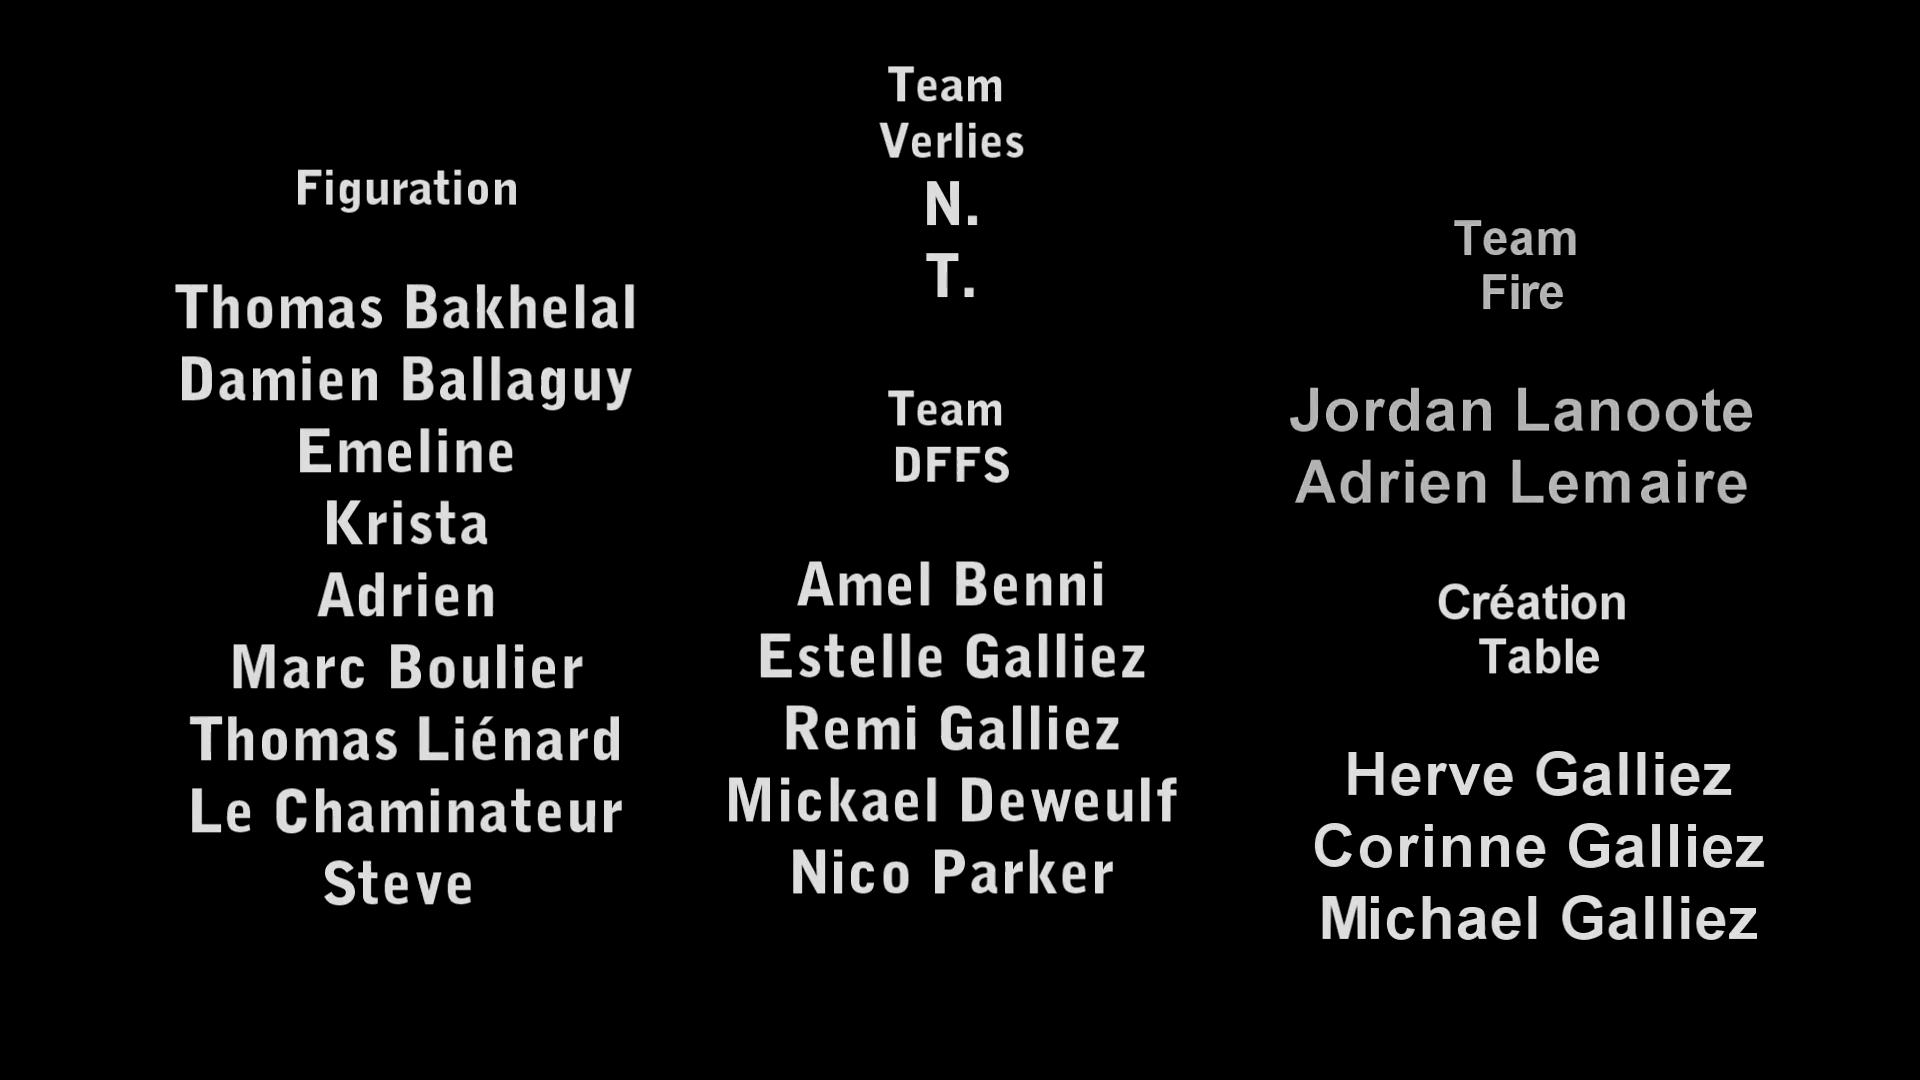 Figuration
Thomas Bakhelal
Damien Ballaguy
Emeline
Krista
Adrien
Marc Boulier
Thomas Liénard
Le Chaminateur
Steve
Team
Verlies
N.
T.
Team
DFFS
Amel Benni
Estelle Galliez
Remi Galliez
Mickael Deweulf
Nico Parker
Team
Fire
Jordan Lanoote
Adrien Lemaire
Création
Table
Herve Galliez
Corinne Galliez
Michael Galliez